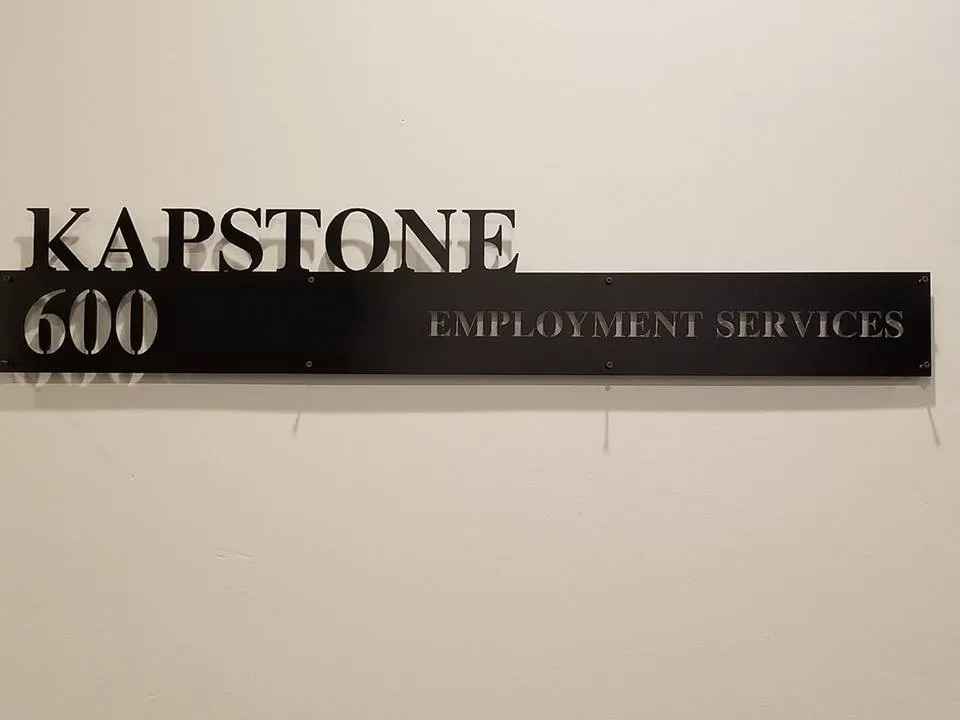 KAPSTONE
600 EMPLOYMENT SERVICES